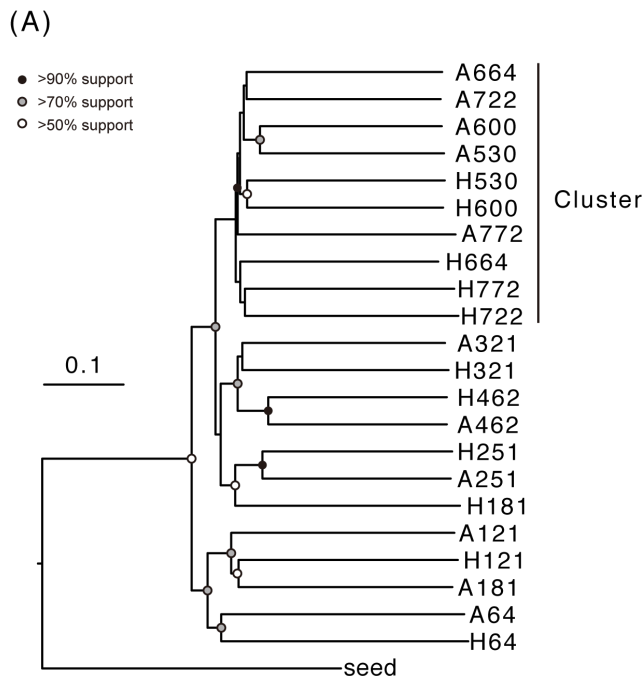 (A)
>90% support
>70% support
>50% support
0.1
A664
A722
A600
A530
H530
H600
A772
H664
H772
H722
Cluster
A321
H321
H462
A462
H251
A251
H181
A121
H121
A181
A64
H64
seed